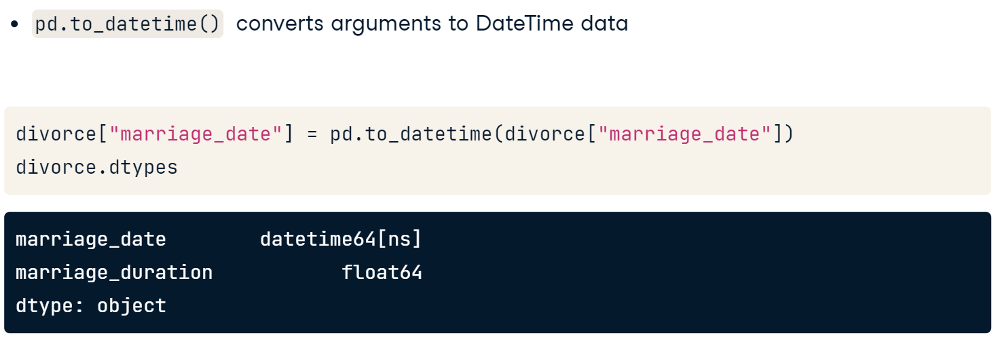 • pd.to_datetime() converts arguments to DateTime data
divorce["marriage_date"] = pd.to_datetime(divorce["marriage_date"])
divorce.dtypes
marriage_date        datetime64[ns]
marriage_duration           float64
dtype: object